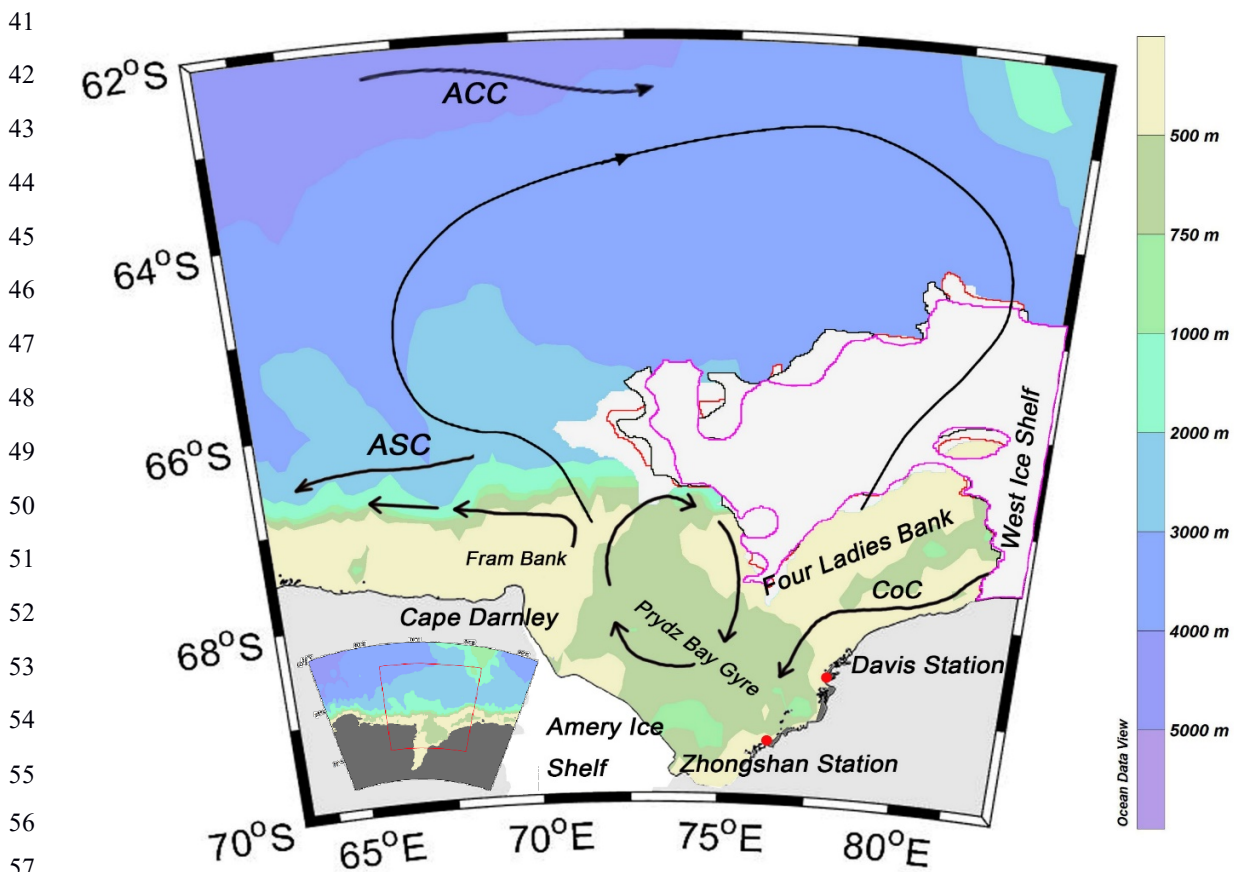 41
42
43
44
45
46
47
48
49
50
51
52
53
54
55
56
57
62°S
64°S
66°S
68°S
70°S
65°E
70°E
75°E
80°E
ACC
ASC
Fram Bank
Cape Darnley
Prydz Bay Gyre
Four Ladies Bank
CoC
West Ice Shelf
Davis Station
Zhongshan Station
Amery Ice
Shelf
500 m
750 m
1000 m
2000 m
3000 m
4000 m
5000 m
Ocean Data View